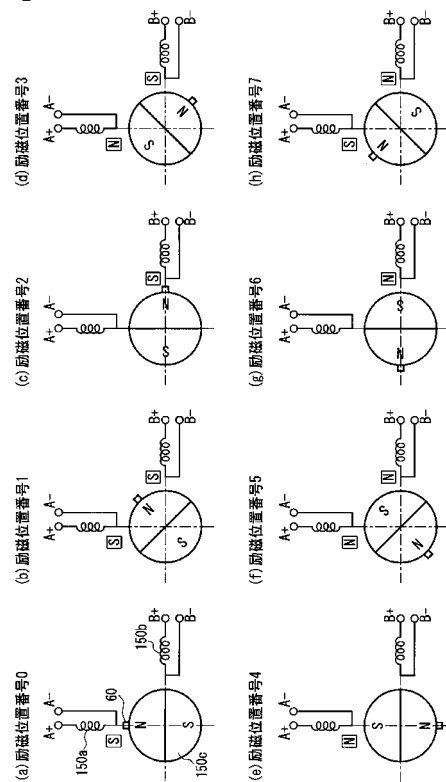 (a) 励磁位置番号0
A+ A-
150a
S
60
N
S
150b
B+
B-
150c
(b) 励磁位置番号1
A+ A-
S
N
S
S
B+
B-
(c) 励磁位置番号2
A+ A-
S
N
S
B+
B-
(d) 励磁位置番号3
A+ A-
N
S
N
S
B+
B-
(e) 励磁位置番号4
A+ A-
N
S
N
B+
B-
(f) 励磁位置番号5
A+ A-
N
S
N
N
B+
B-
(g) 励磁位置番号6
A+ A-
N
S
N
B+
B-
(h) 励磁位置番号7
A+ A-
S
N
S
N
B+
B-